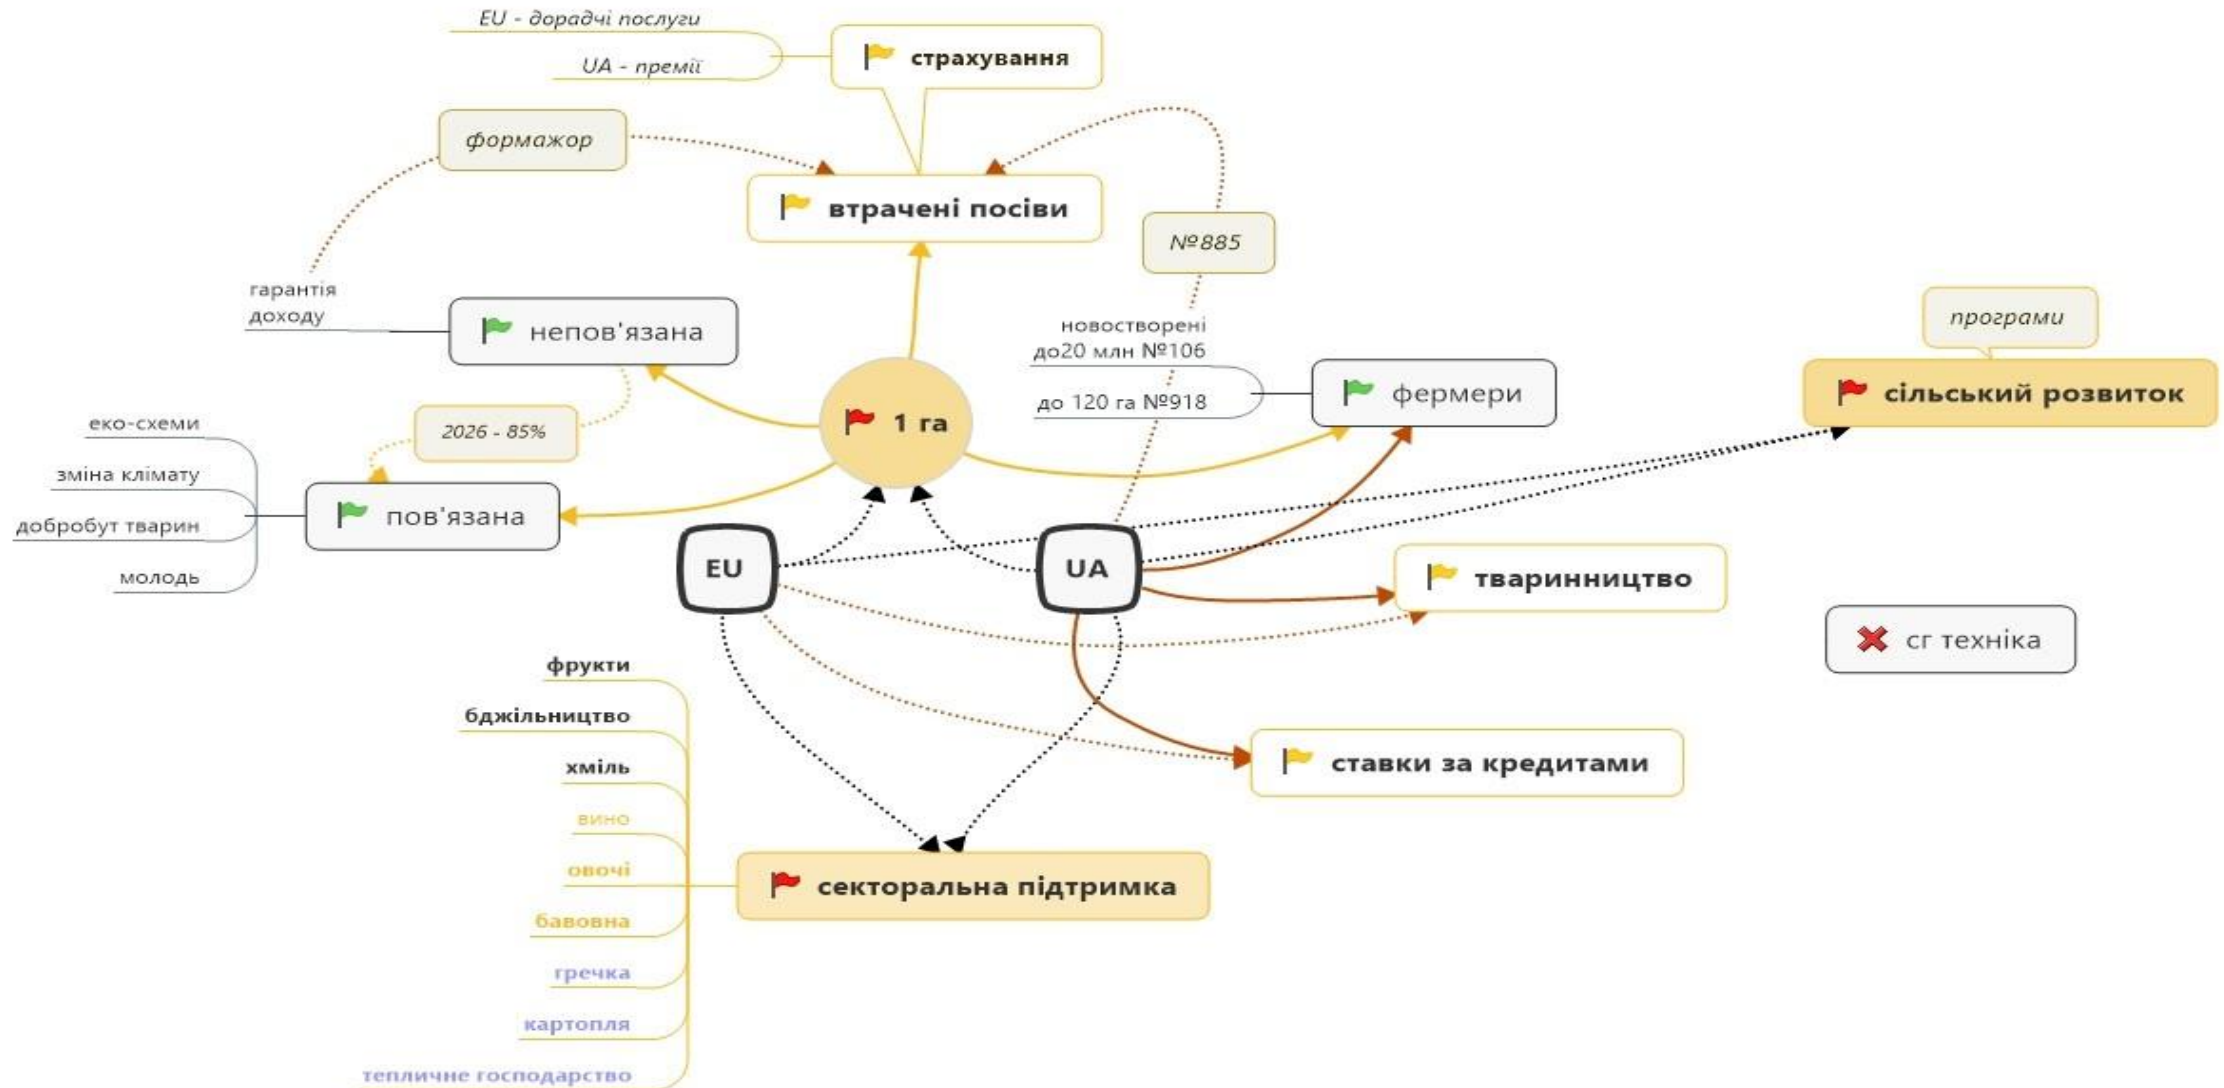 EU - дорадчі послуги
UA - премії
страхування
формажор
втрачені посіви
№885
гарантія
доходу
непов'язана
новостворені
до20 млн №106
до 120 га №918
фермери
програми
сільський розвиток
1 га
2026 - 85%
еко-схеми
зміна клімату
добробут тварин
молодь
пов'язана
EU
UA
тваринництво
сг техніка
ставки за кредитами
фрукти
бджільництво
хміль
вино
овочі
бавовна
гречка
картопля
тепличне господарство
секторальна підтримка